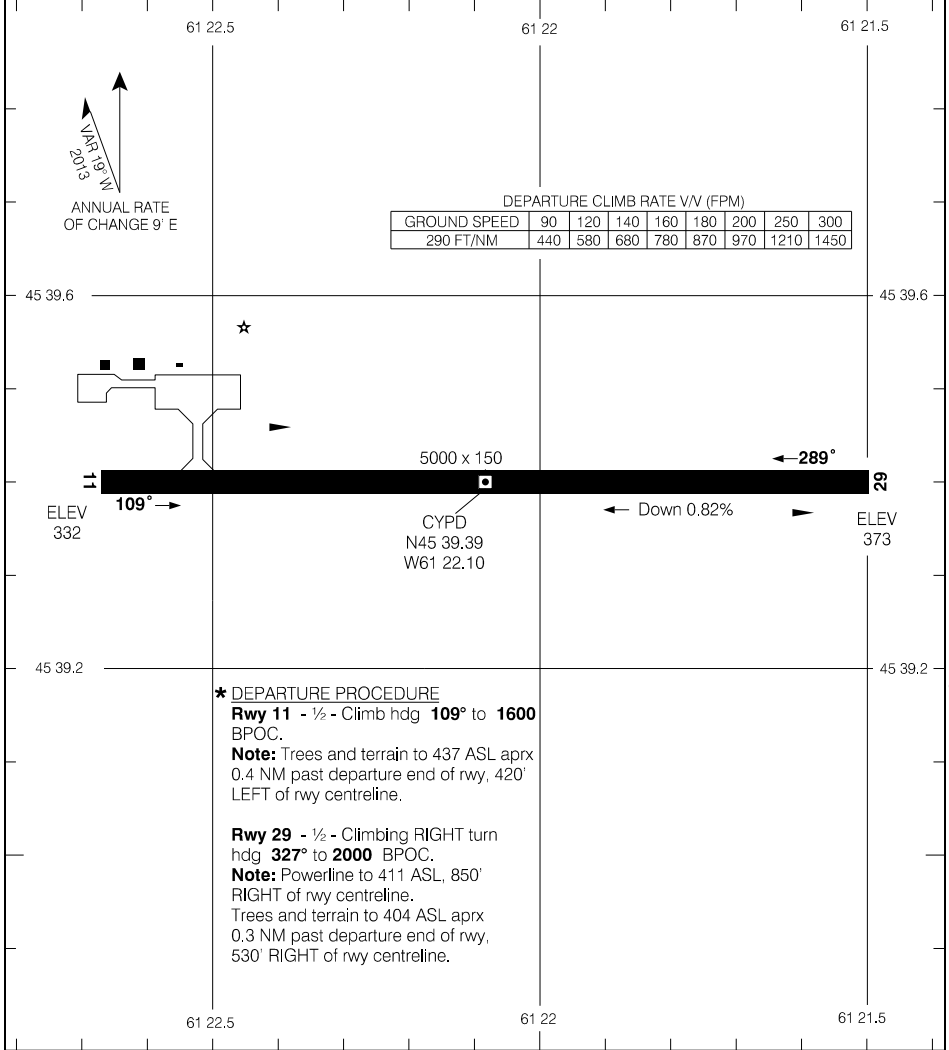 61 22.5 61 22 61 21.5
VAR 19° W
2013
ANNUAL RATE
OF CHANGE 9' E
DEPARTURE CLIMB RATE V/V (FPM)
GROUND SPEED 90 120 140 160 180 200 250 300
290 FT/NM 440 580 680 780 870 970 1210 1450
45 39.6 45 39.6
5000 x 150
289°
11
29
109°
ELEV
332
CYPD
N45 39.39
W61 22.10
Down 0.82%
ELEV
373
45 39.2 45 39.2
* DEPARTURE PROCEDURE
Rwy 11 - ½ - Climb hdg 109° to 1600
BPOC.
Note: Trees and terrain to 437 ASL aprx
0.4 NM past departure end of rwy, 420'
LEFT of rwy centreline.
Rwy 29 - ½ - Climbing RIGHT turn
hdg 327° to 2000 BPOC.
Note: Powerline to 411 ASL, 850'
RIGHT of rwy centreline.
Trees and terrain to 404 ASL aprx
0.3 NM past departure end of rwy,
530' RIGHT of rwy centreline.
61 22.5 61 22 61 21.5